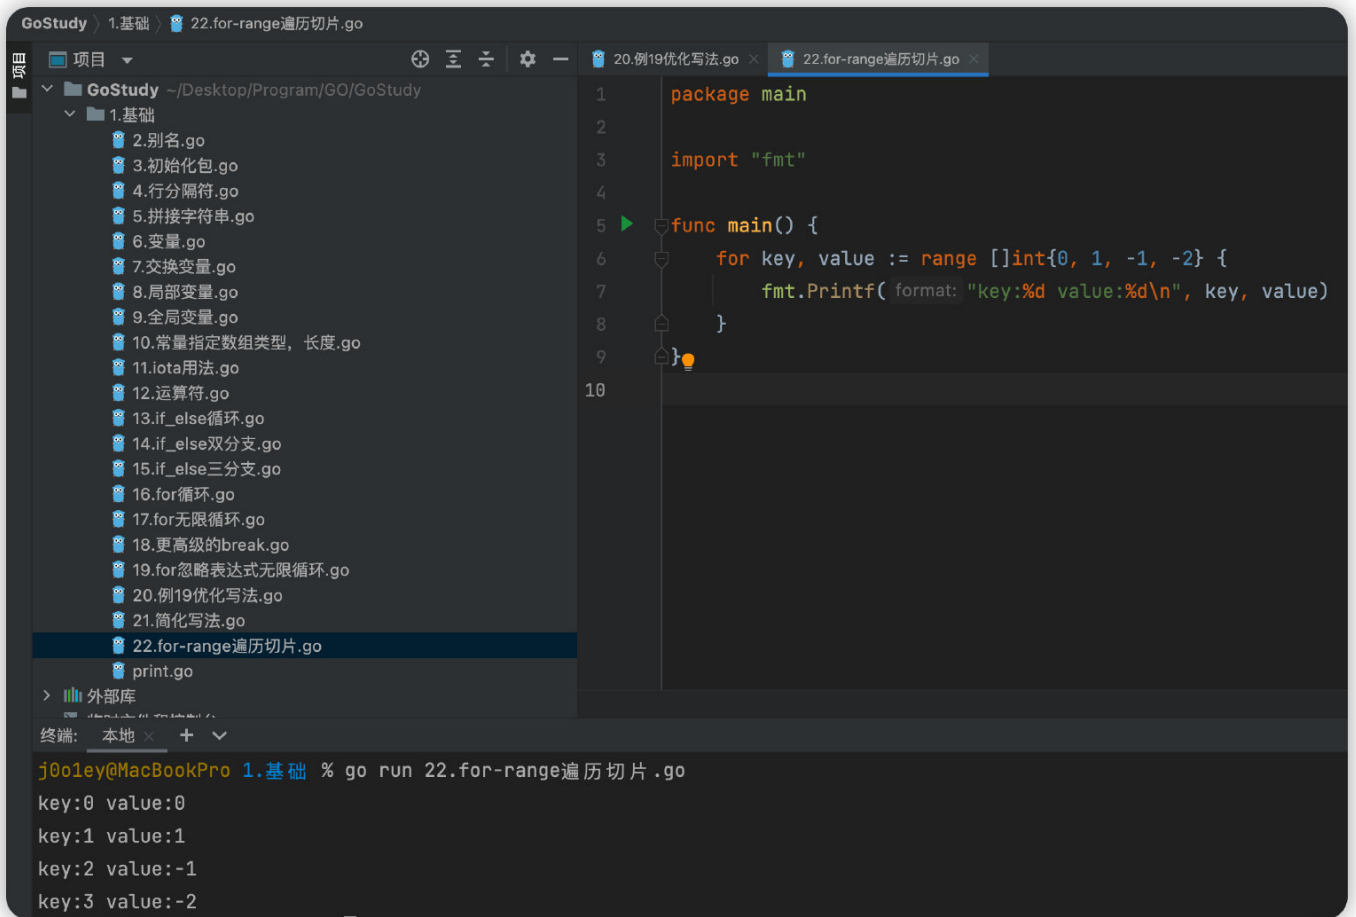 GoStudy 1.基础 22.for-range遍历切片.go
项目
项目
20.例19优化写法.go
22.for-range遍历切片.go
GoStudy ~/Desktop/Program/GO/GoStudy
1.基础
2.别名.go
3.初始化包.go
4.行分隔符.go
5.拼接字符串.go
6.变量.go
7.交换变量.go
8.局部变量.go
9.全局变量.go
10.常量指定数组类型，长度.go
11.iota用法.go
12.运算符.go
13.if_else循环.go
14.if_else双分支.go
15.if_else三分支.go
16.for循环.go
17.for无限循环.go
18.更高级的break.go
19.for忽略表达式无限循环.go
20.例19优化写法.go
21.简化写法.go
22.for-range遍历切片.go
print.go
外部库
1 package main
2
3 import "fmt"
4
5 func main() {
6 for key, value := range []int{0, 1, -1, -2} {
7 fmt.Printf( format: "key:%d value:%d\n", key, value)
8 }
9 }
10
终端: 本地
j0o1ey@MacBookPro 1.基础 % go run 22.for-range遍历切片.go
key:0 value:0
key:1 value:1
key:2 value:-1
key:3 value:-2